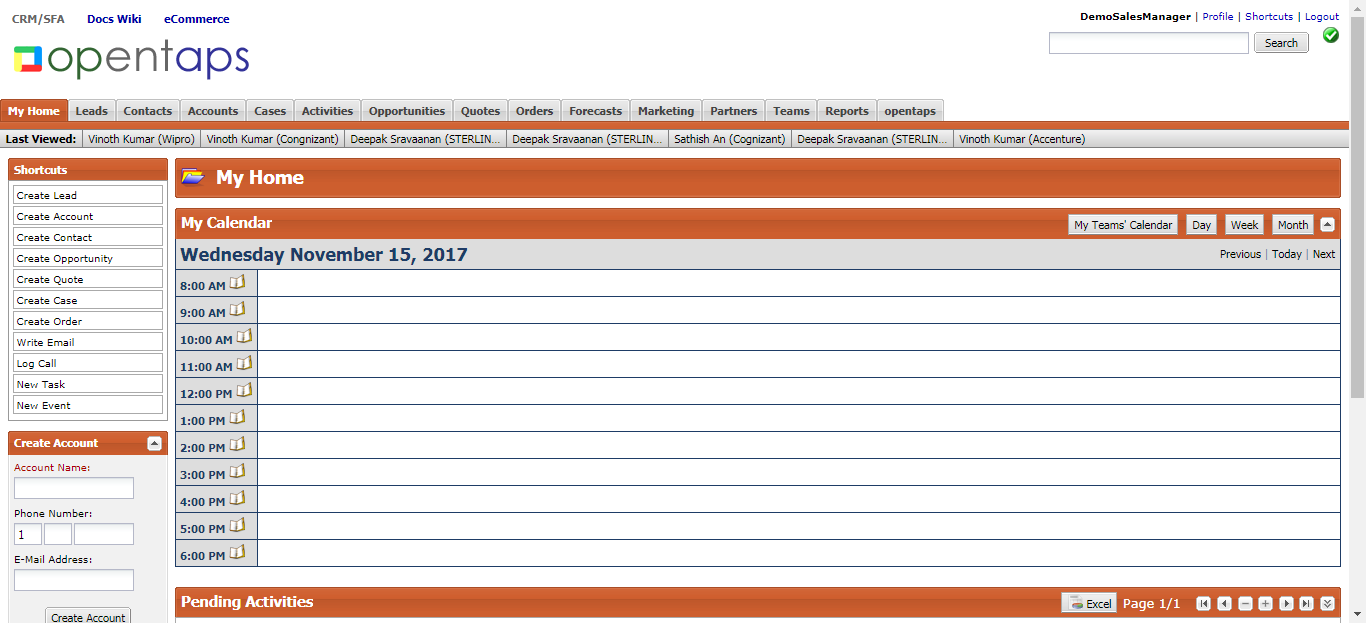 CRM/SFA Docs Wiki eCommerce
DemoSalesManager | Profile | Shortcuts | Logout
opentaps
Search
My Home Leads Contacts Accounts Cases Activities Opportunities Quotes Orders Forecasts Marketing Partners Teams Reports opentaps
Last Viewed: Vinoth Kumar (Wipro) Vinoth Kumar (Congnizant) Deepak Sravaanan (STERLIN... Deepak Sravaanan (STERLIN... Sathish An (Cognizant) Deepak Sravaanan (STERLIN... Vinoth Kumar (Accenture)
Shortcuts
Create Lead
Create Account
Create Contact
Create Opportunity
Create Quote
Create Case
Create Order
Write Email
Log Call
New Task
New Event
Create Account
Account Name:
Phone Number:
1
E-Mail Address:
Create Account
My Home
My Calendar
My Teams' Calendar Day Week Month
Wednesday November 15, 2017
Previous | Today | Next
8:00 AM
9:00 AM
10:00 AM
11:00 AM
12:00 PM
1:00 PM
2:00 PM
3:00 PM
4:00 PM
5:00 PM
6:00 PM
Pending Activities
Excel Page 1/1